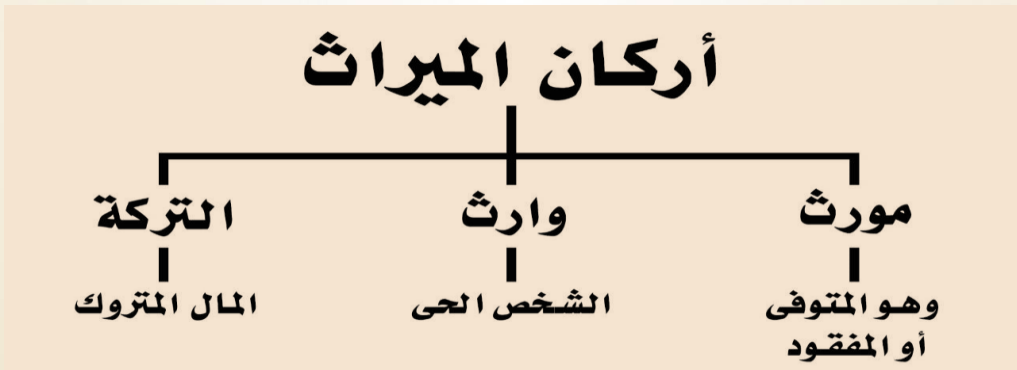 أركان الميراث
مورث
وارث
التركة
وهو المتوفى
أو المفقود
الشخص الحى
المال المتروك